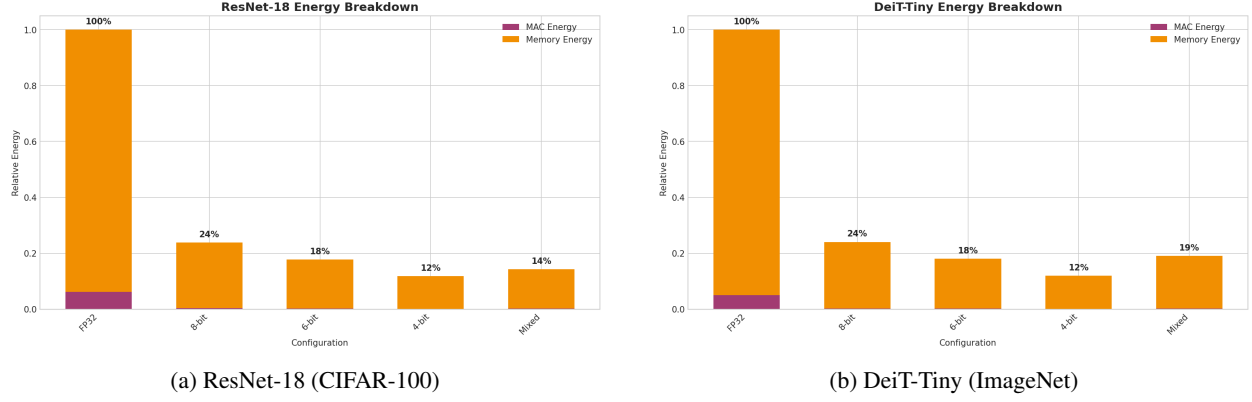 ResNet-18 Energy Breakdown
MAC Energy
Memory Energy
Relative Energy
1.0
0.8
0.6
0.4
0.2
0.0
100%
24%
18%
12%
14%
FP32
8-bit
6-bit
4-bit
Mixed
Configuration
(a) ResNet-18 (CIFAR-100)
DeiT-Tiny Energy Breakdown
MAC Energy
Memory Energy
Relative Energy
1.0
0.8
0.6
0.4
0.2
0.0
100%
24%
18%
12%
19%
FP32
8-bit
6-bit
4-bit
Mixed
Configuration
(b) DeiT-Tiny (ImageNet)